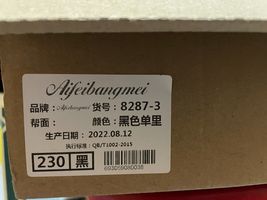 Aifeibangmei
品牌: Aifeibangmei 货号: 8287-3
帮面: 颜色: 黑色单里
生产日期: 2022.08.12
执行标准: QB/T1002-2015
230 黑